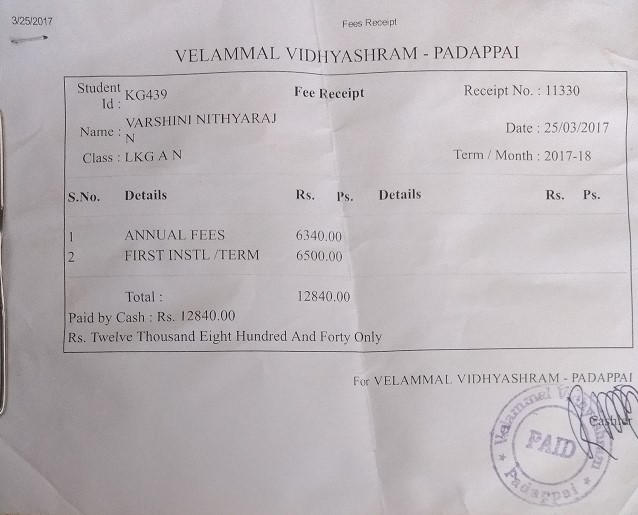 3/25/2017
Fees Receipt
VELAMMAL VIDHYASHRAM - PADAPPAI
Student Id : KG439 Fee Receipt Receipt No. : 11330
Name : VARSHINI NITHYARAJ N Date : 25/03/2017
Class : LKG A N Term / Month : 2017-18
S.No. Details Rs. Ps. Details Rs. Ps.
1 ANNUAL FEES 6340.00
2 FIRST INSTL /TERM 6500.00
Total : 12840.00
Paid by Cash : Rs. 12840.00
Rs. Twelve Thousand Eight Hundred And Forty Only
For VELAMMAL VIDHYASHRAM - PADAPPAI
Cashier
Velammal Vidhyashram
PAID
Padappai